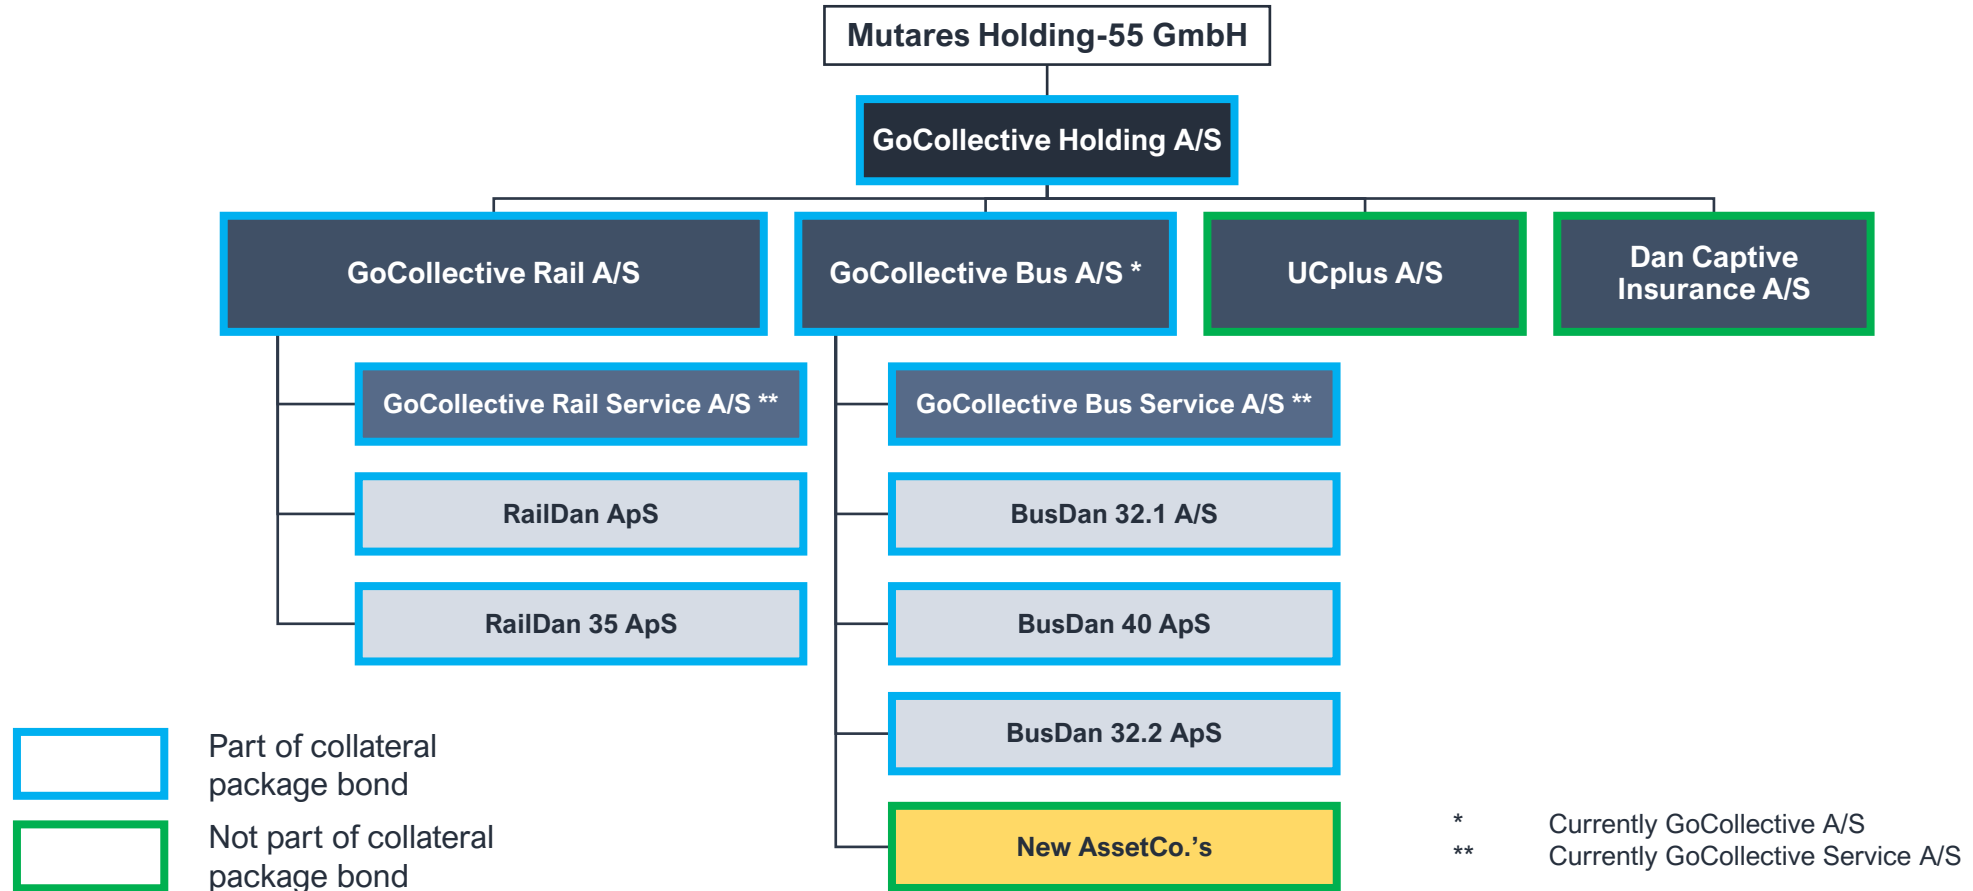 Mutares Holding-55 GmbH
GoCollective Holding A/S
GoCollective Rail A/S
GoCollective Bus A/S *
UCplus A/S
Dan Captive
Insurance A/S
GoCollective Rail Service A/S **
RailDan ApS
RailDan 35 ApS
GoCollective Bus Service A/S **
BusDan 32.1 A/S
BusDan 40 ApS
BusDan 32.2 ApS
New AssetCo.’s
Part of collateral
package bond
Not part of collateral
package bond
* Currently GoCollective A/S
** Currently GoCollective Service A/S